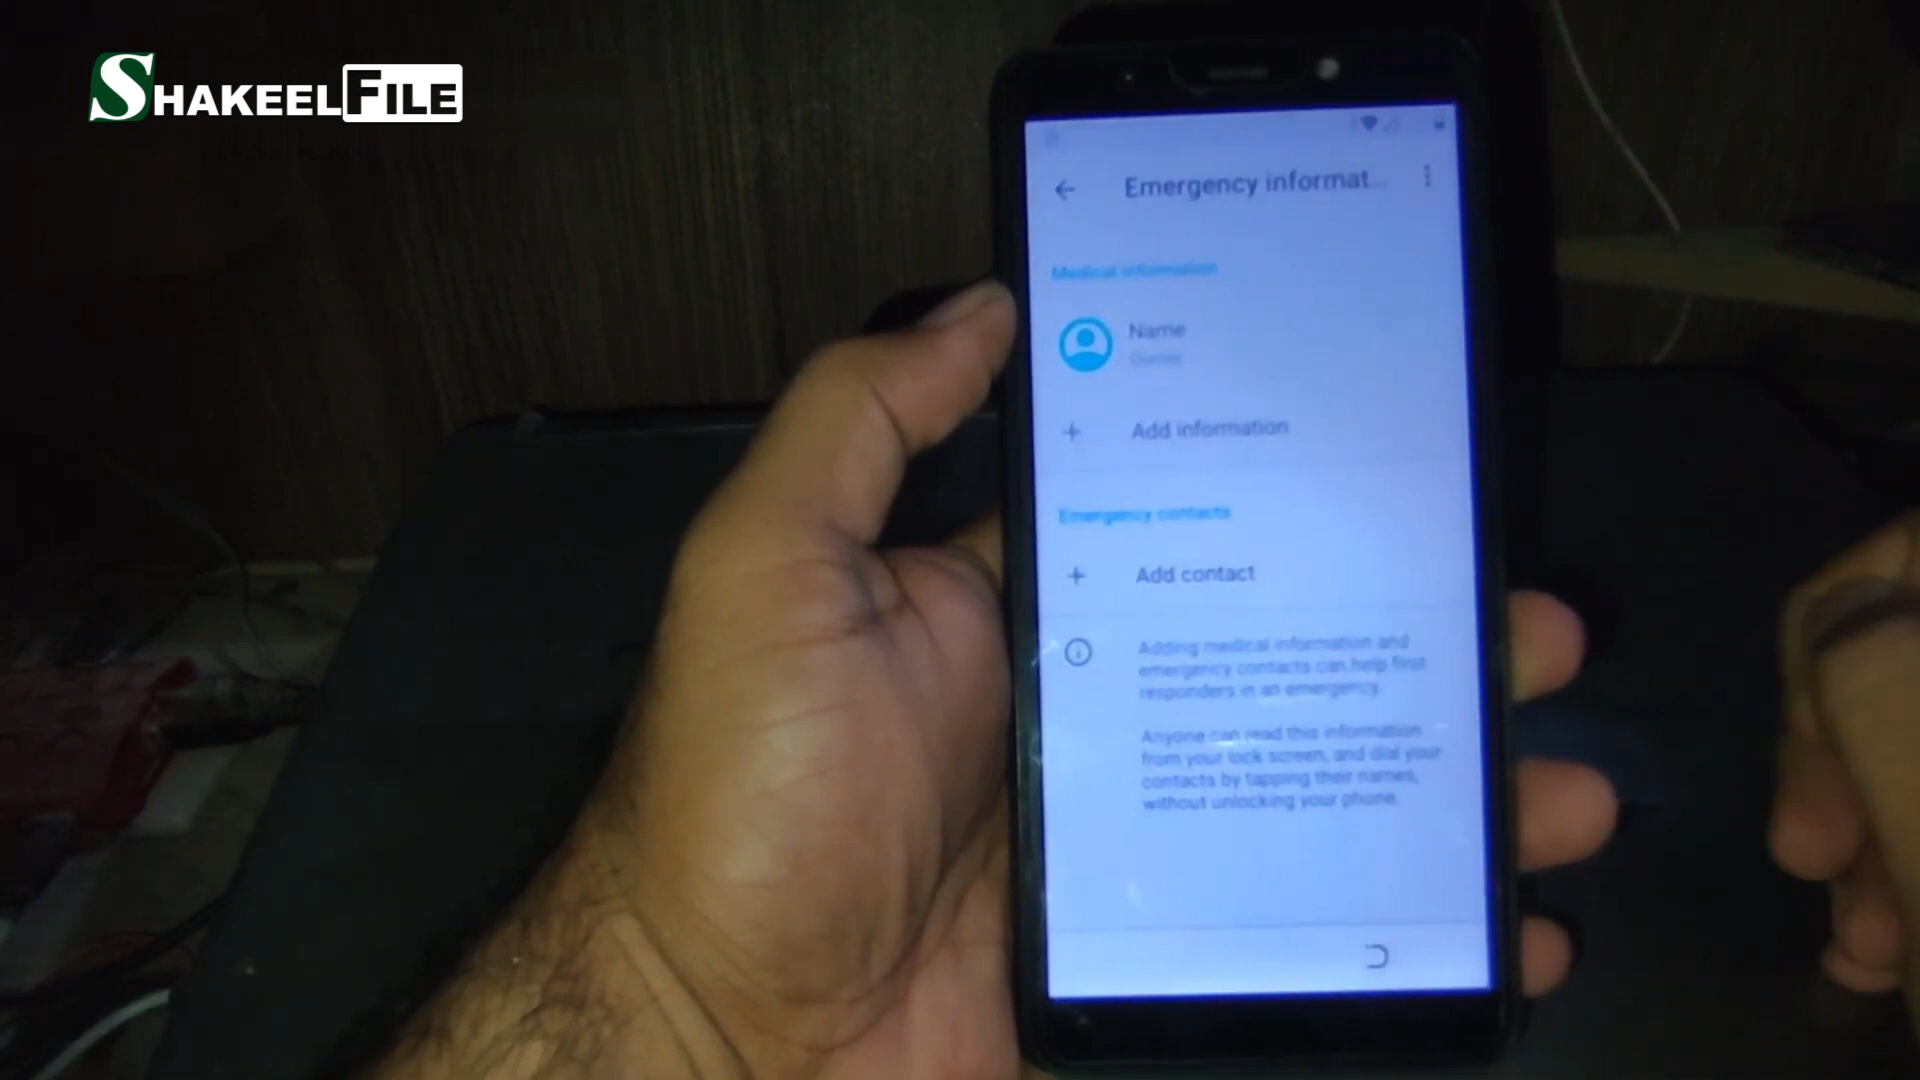 SHAKEELFILE
Emergency informat...
Medical information
Name
Owner
Add information
Emergency contacts
Add contact
Adding medical information and
emergency contacts can help first
responders in an emergency.
Anyone can read this information
from your lock screen, and dial your
contacts by tapping their names,
without unlocking your phone.